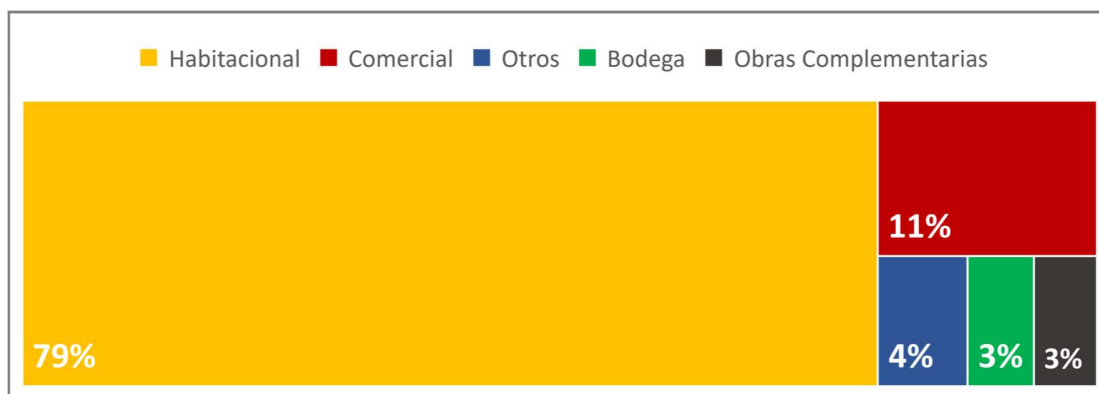 Habitacional Comercial Otros Bodega Obras Complementarias
11%
79% 4% 3% 3%